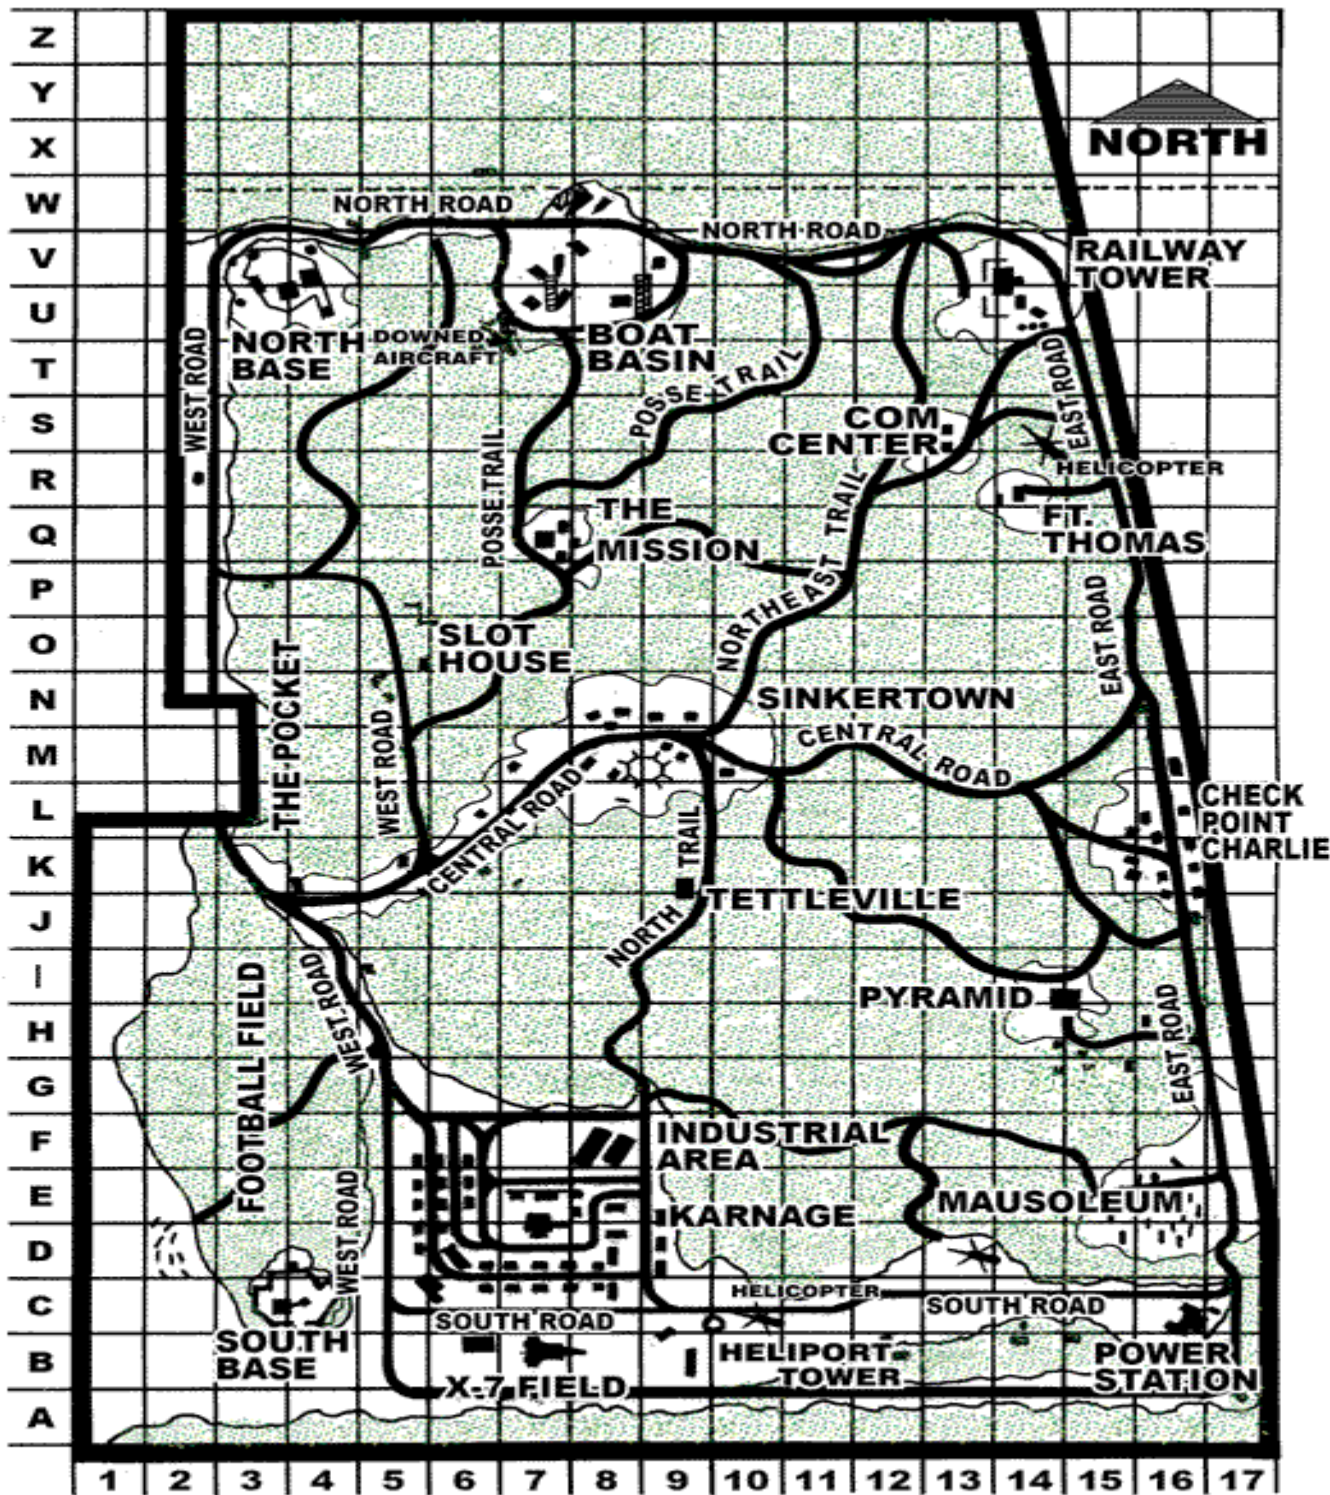 Z
Y
X
NORTH
W
NORTH ROAD
NORTH ROAD
V
RAILWAY
TOWER
U
NORTH
BASE
DOWNED
AIRCRAFT
BOAT
BASIN
T
WEST ROAD
POSSE TRAIL
EAST ROAD
S
COM
CENTER
HELICOPTER
R
POSSE TRAIL
THE
MISSION
NORTHEAST TRAIL
FT.
THOMAS
Q
P
EAST ROAD
O
SLOT
HOUSE
N
THE POCKET
WEST ROAD
SINKERTOWN
CENTRAL ROAD
M
CENTRAL ROAD
L
CHECK
POINT
CHARLIE
K
NORTH TRAIL
TETTLEVILLE
J
I
FOOTBALL FIELD
WEST ROAD
PYRAMID
H
EAST ROAD
G
F
INDUSTRIAL
AREA
E
WEST ROAD
KARNAGE
MAUSOLEUM
D
C
HELICOPTER
SOUTH ROAD
SOUTH ROAD
SOUTH
BASE
B
HELIPORT
TOWER
POWER
STATION
X-7 FIELD
A
1 2 3 4 5 6 7 8 9 10 11 12 13 14 15 16 17